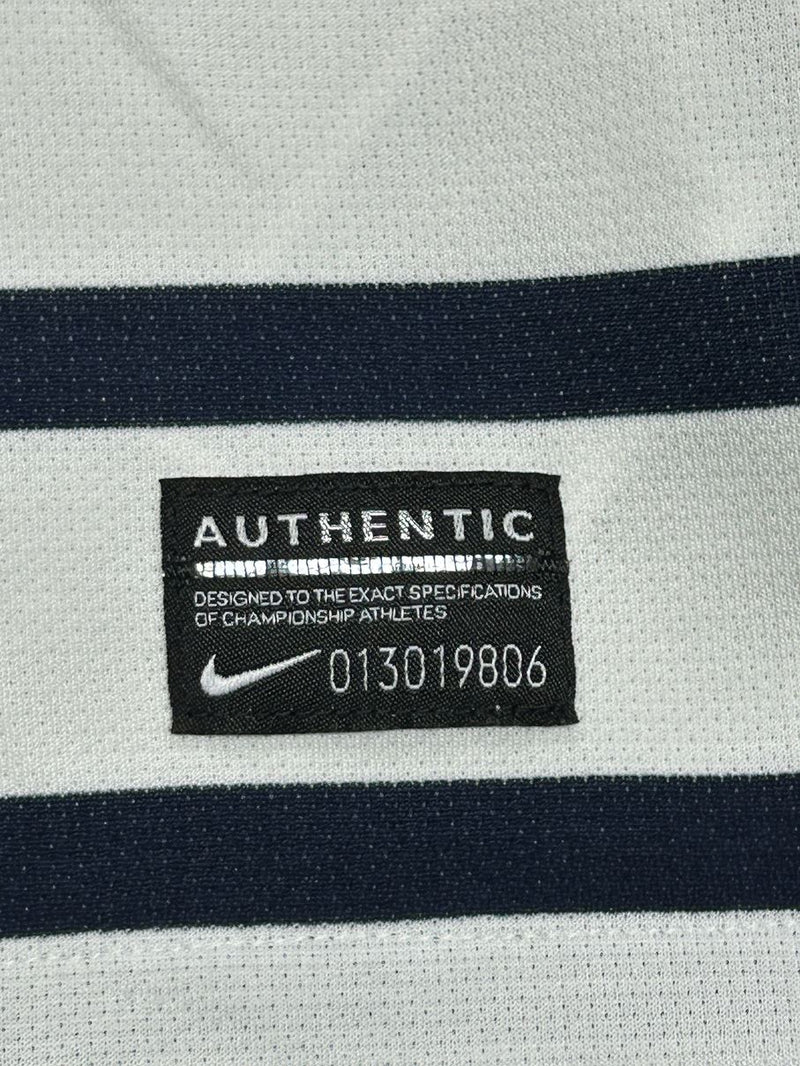 AUTHENTIC
DESIGNED TO THE EXACT SPECIFICATIONS
OF CHAMPIONSHIP ATHLETES
013019806